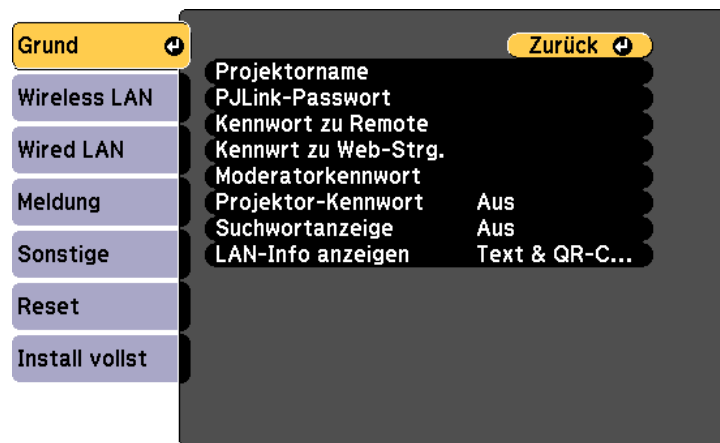 Grund
Zurück
Projektorname
PJLink-Passwort
Kennwort zu Remote
Kennwrt zu Web-Strg.
Moderatorkennwort
Projektor-Kennwort Aus
Suchwortanzeige Aus
LAN-Info anzeigen Text & QR-C...
Wireless LAN
Wired LAN
Meldung
Sonstige
Reset
Install vollst